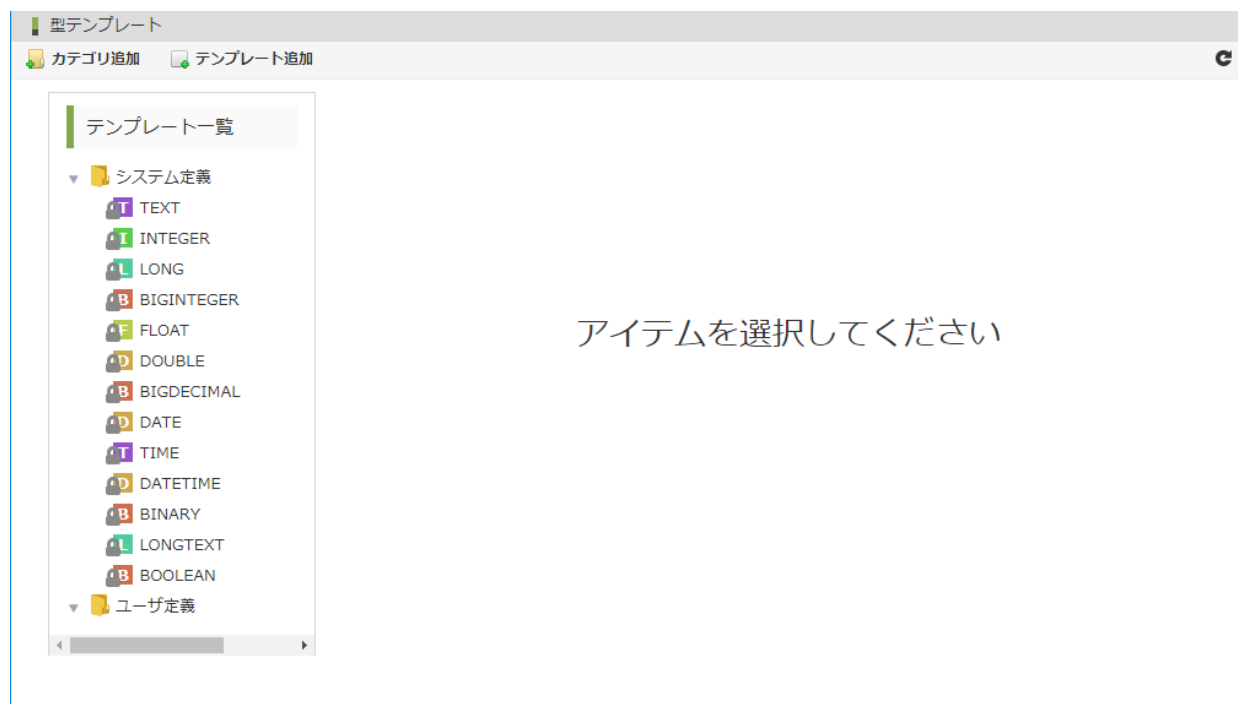 型テンプレート
カテゴリ追加 テンプレート追加
テンプレート一覧
システム定義
T TEXT
I INTEGER
L LONG
B BIGINTEGER
F FLOAT
D DOUBLE
B BIGDECIMAL
D DATE
T TIME
D DATETIME
B BINARY
L LONGTEXT
B BOOLEAN
ユーザ定義
アイテムを選択してください